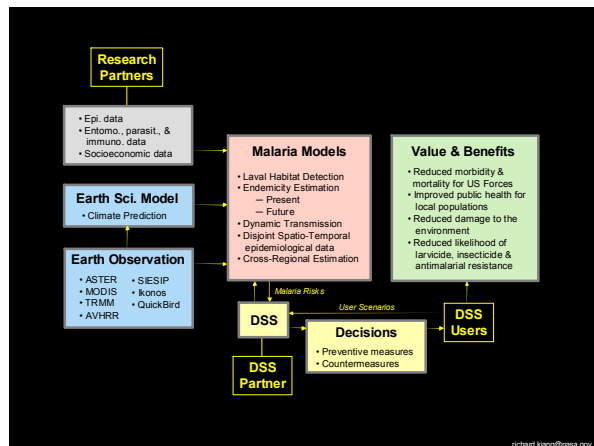 Research
Partners
• Epi. data
• Entomo., parasit., &
immuno. data
• Socioeconomic data
Earth Sci. Model
• Climate Prediction
Earth Observation
• ASTER
• MODIS
• TRMM
• AVHRR
• SIESIP
• Ikonos
• QuickBird
Malaria Models
• Laval Habitat Detection
• Endemicity Estimation
— Present
— Future
• Dynamic Transmission
• Disjoint Spatio-Temporal
epidemiological data
• Cross-Regional Estimation
Value & Benefits
• Reduced morbidity &
mortality for US Forces
• Improved public health for
local populations
• Reduced damage to the
environment
• Reduced likelihood of
larvicide, insecticide &
antimalarial resistance
Malaria Risks
User Scenarios
DSS
DSS
Partner
Decisions
• Preventive measures
• Countermeasures
DSS
Users
richard.kiang@nasa.gov